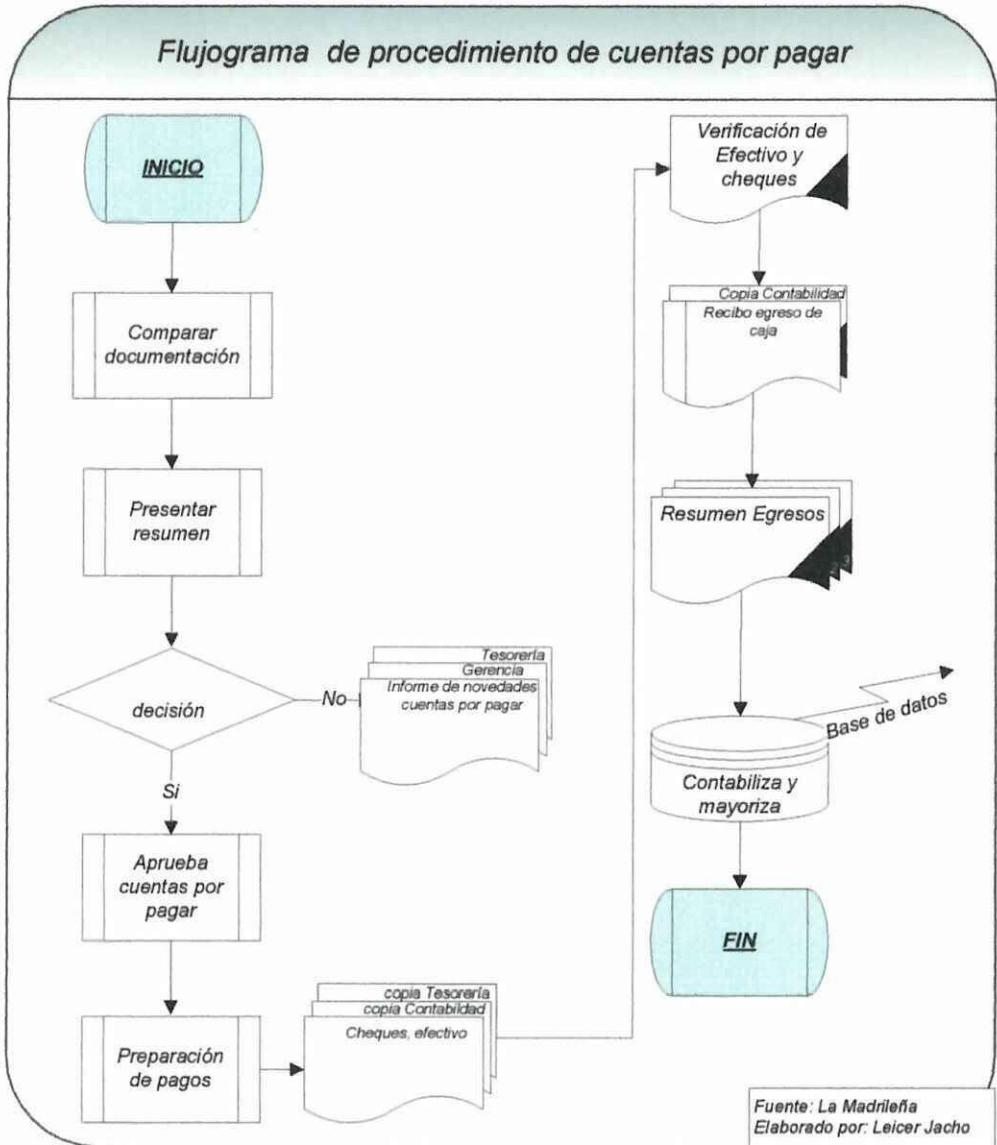 Flujograma de procedimiento de cuentas por pagar
INICIO
Comparar
documentación
Presentar
resumen
decisión
No
Tesorería
Gerencia
Informe de novedades
cuentas por pagar
Si
Aprueba
cuentas por
pagar
Preparación
de pagos
copia Tesorería
copia Contabilidad
Cheques, efectivo
Verificación de
Efectivo y
cheques
Copia Contabilidad
Recibo egreso de
caja
Resumen Egresos
Base de datos
Contabiliza y
mayoriza
FIN
Fuente: La Madrileña
Elaborado por: Leicer Jacho